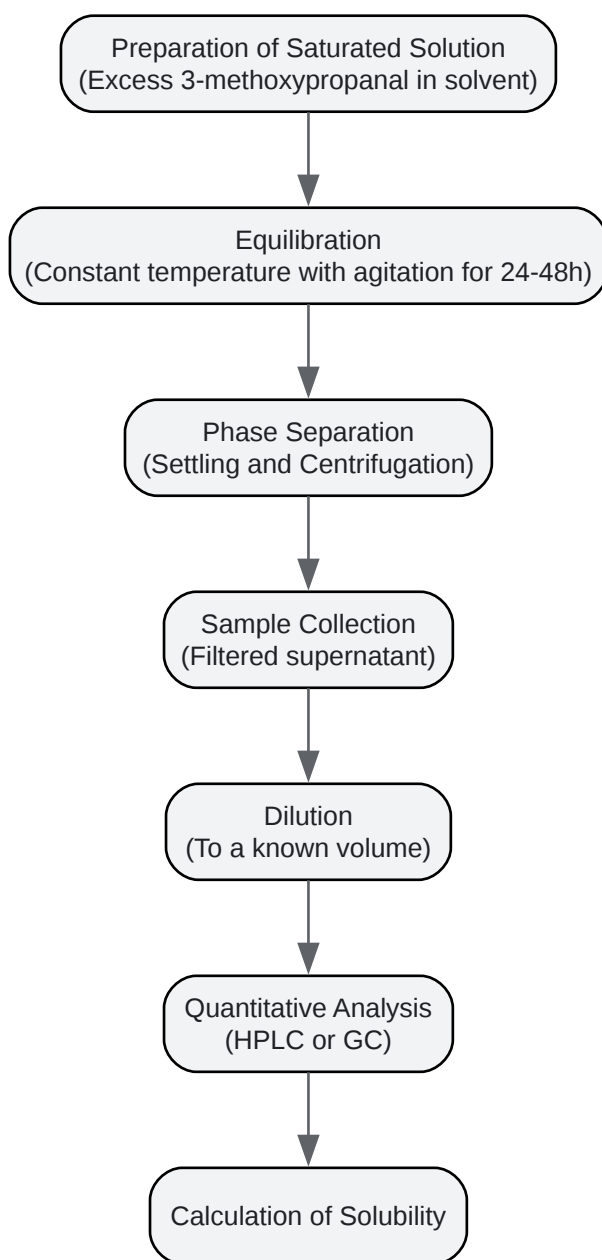 Preparation of Saturated Solution
(Excess 3-methoxypropanal in solvent)
Equilibration
(Constant temperature with agitation for 24-48h)
Phase Separation
(Settling and Centrifugation)
Sample Collection
(Filtered supernatant)
Dilution
(To a known volume)
Quantitative Analysis
(HPLC or GC)
Calculation of Solubility